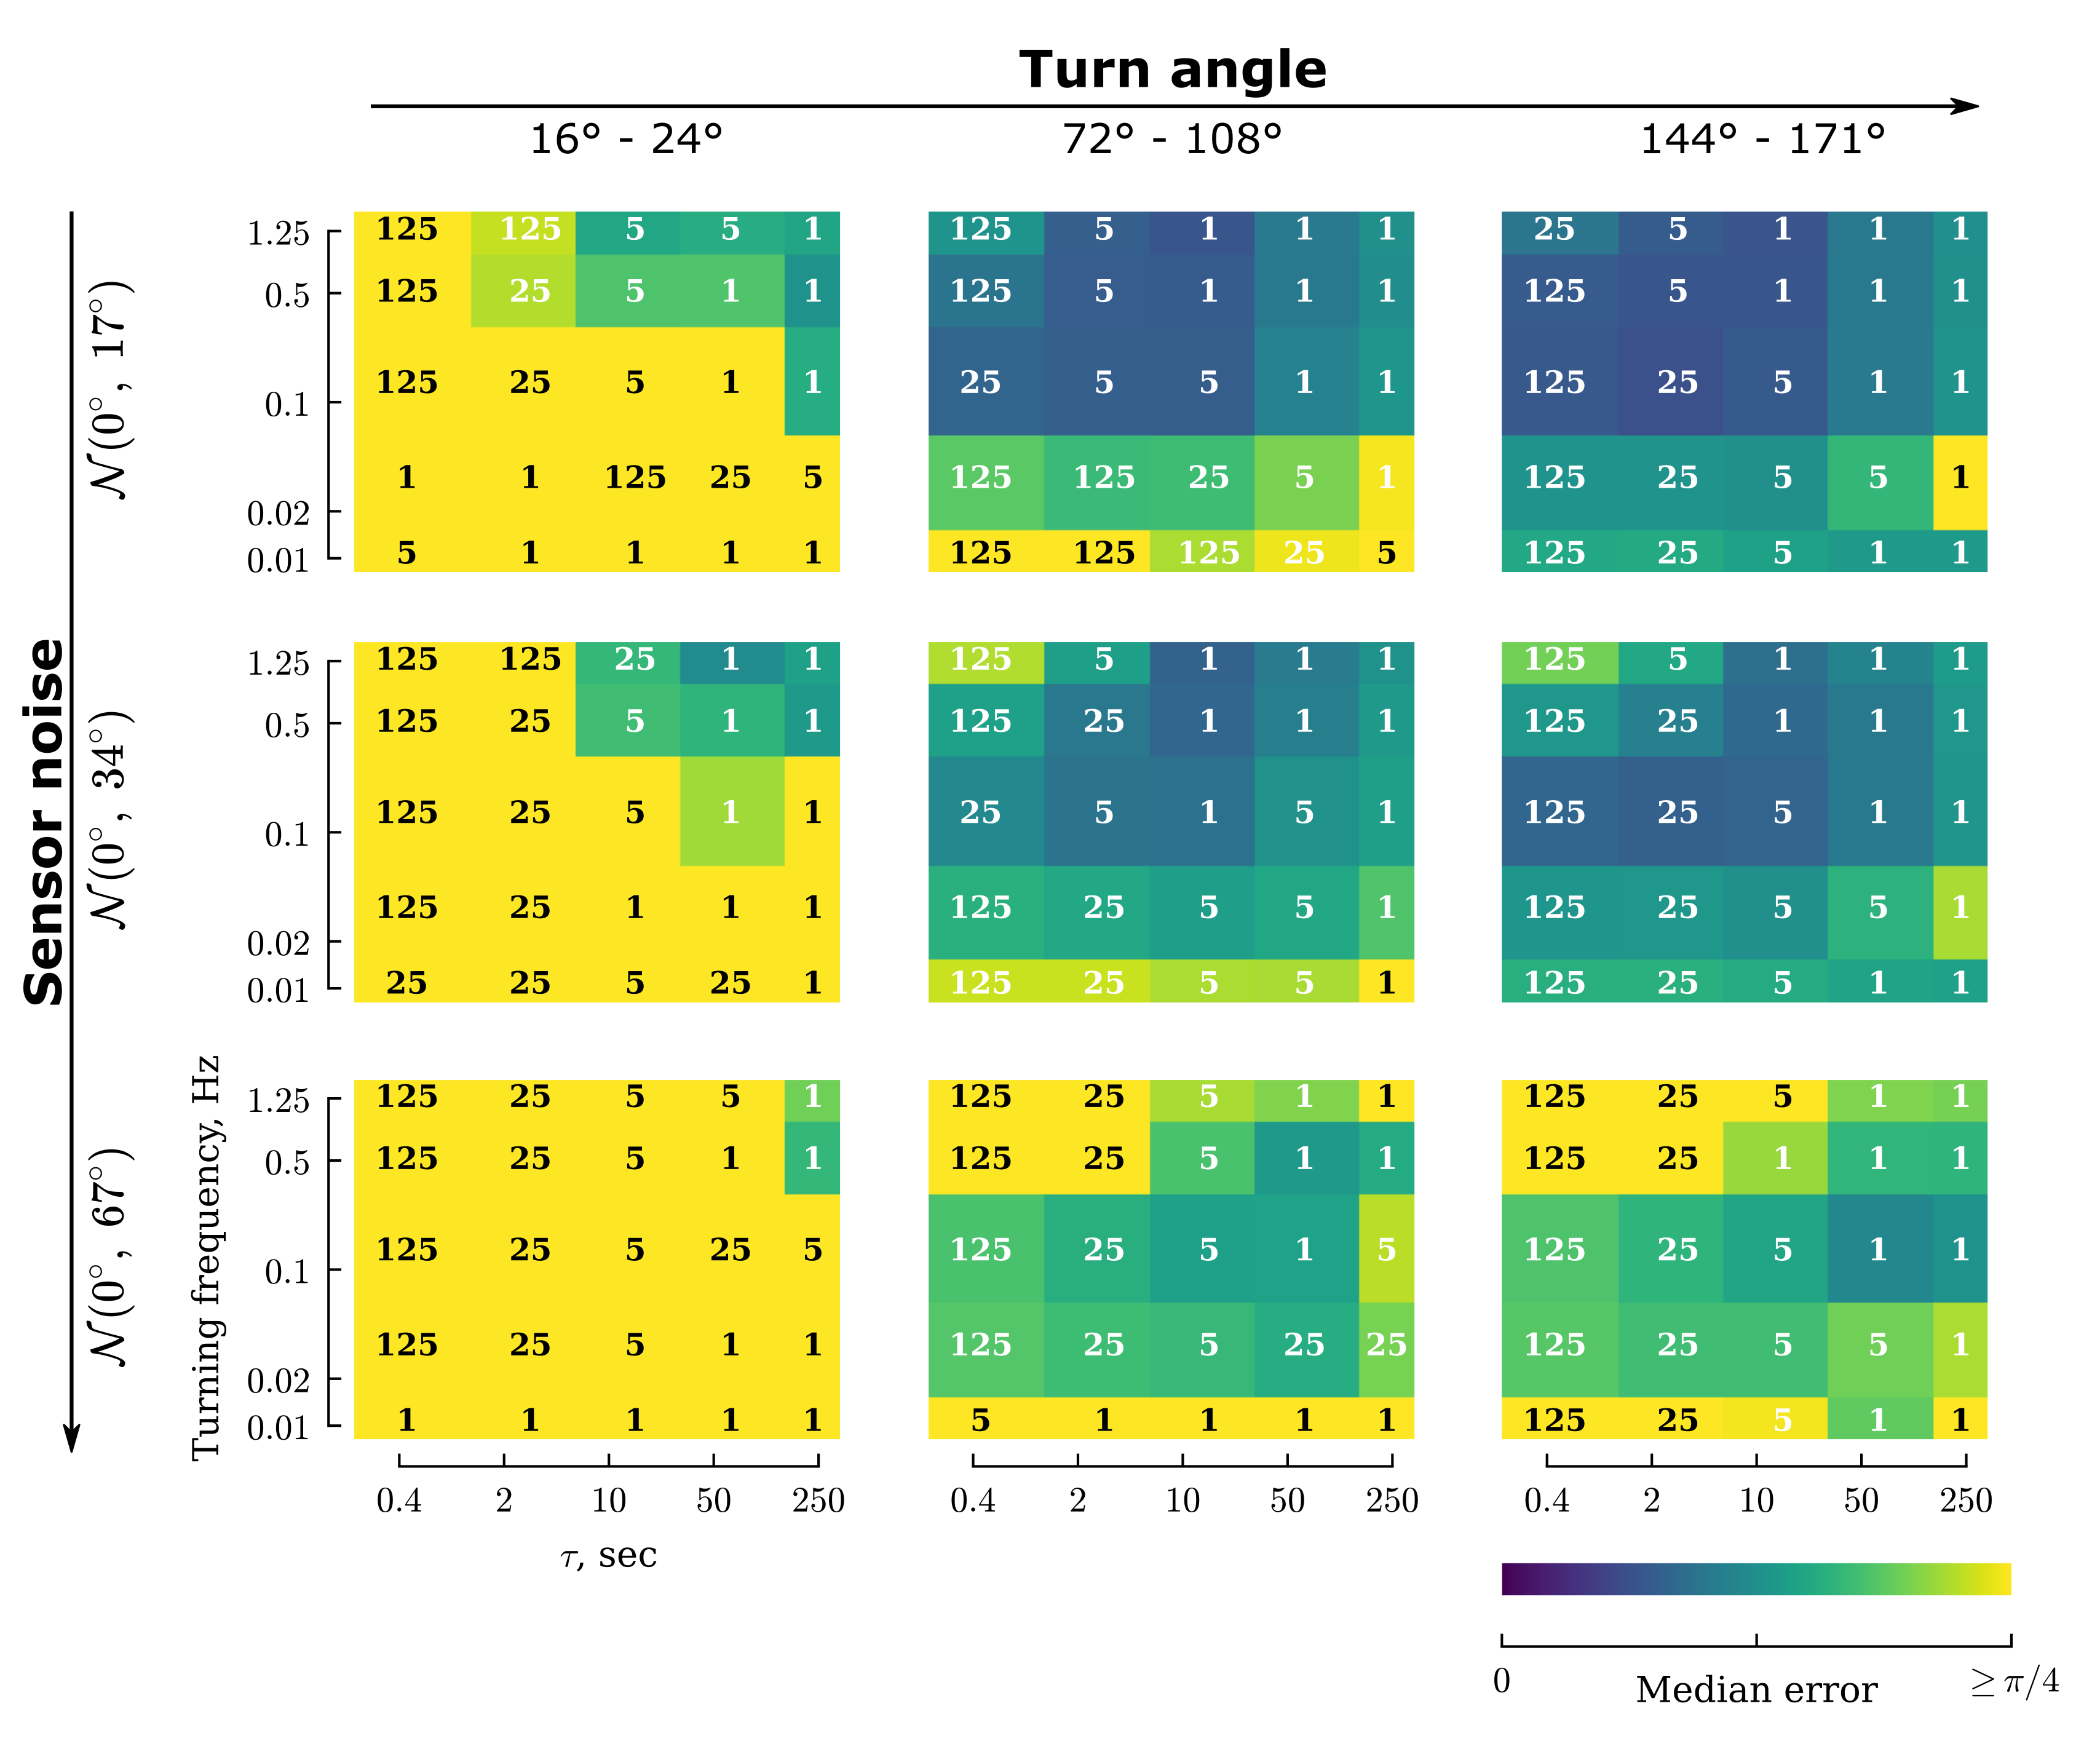 Turn angle
16° - 24° 72° - 108° 144° - 171°
Sensor noise
𝒩(0°, 17°)
1.25 125 125 5 5 1 125 5 1 1 1 25 5 1 1 1
0.5 125 25 5 1 1 125 5 1 1 1 125 5 1 1 1
0.1 125 25 5 1 1 25 5 5 1 1 125 25 5 1 1
0.02 1 1 125 25 5 125 125 25 5 1 125 25 5 5 1
0.01 5 1 1 1 1 125 125 125 25 5 125 25 5 1 1
𝒩(0°, 34°)
1.25 125 125 25 1 1 125 5 1 1 1 125 5 1 1 1
0.5 125 25 5 1 1 125 25 1 1 1 125 25 1 1 1
0.1 125 25 5 1 1 25 5 1 5 1 125 25 5 1 1
0.02 125 25 1 1 1 125 25 5 5 1 125 25 5 5 1
0.01 25 25 5 25 1 125 25 5 5 1 125 25 5 1 1
𝒩(0°, 67°)
Turning frequency, Hz
1.25 125 25 5 5 1 125 25 5 1 1 125 25 5 1 1
0.5 125 25 5 1 1 125 25 5 1 1 125 25 1 1 1
0.1 125 25 5 25 5 125 25 5 1 5 125 25 5 1 1
0.02 125 25 5 1 1 125 25 5 25 25 125 25 5 5 1
0.01 1 1 1 1 1 5 1 1 1 1 125 25 5 1 1
0.4 2 10 50 250 0.4 2 10 50 250 0.4 2 10 50 250
τ, sec
0 ≥ π/4
Median error